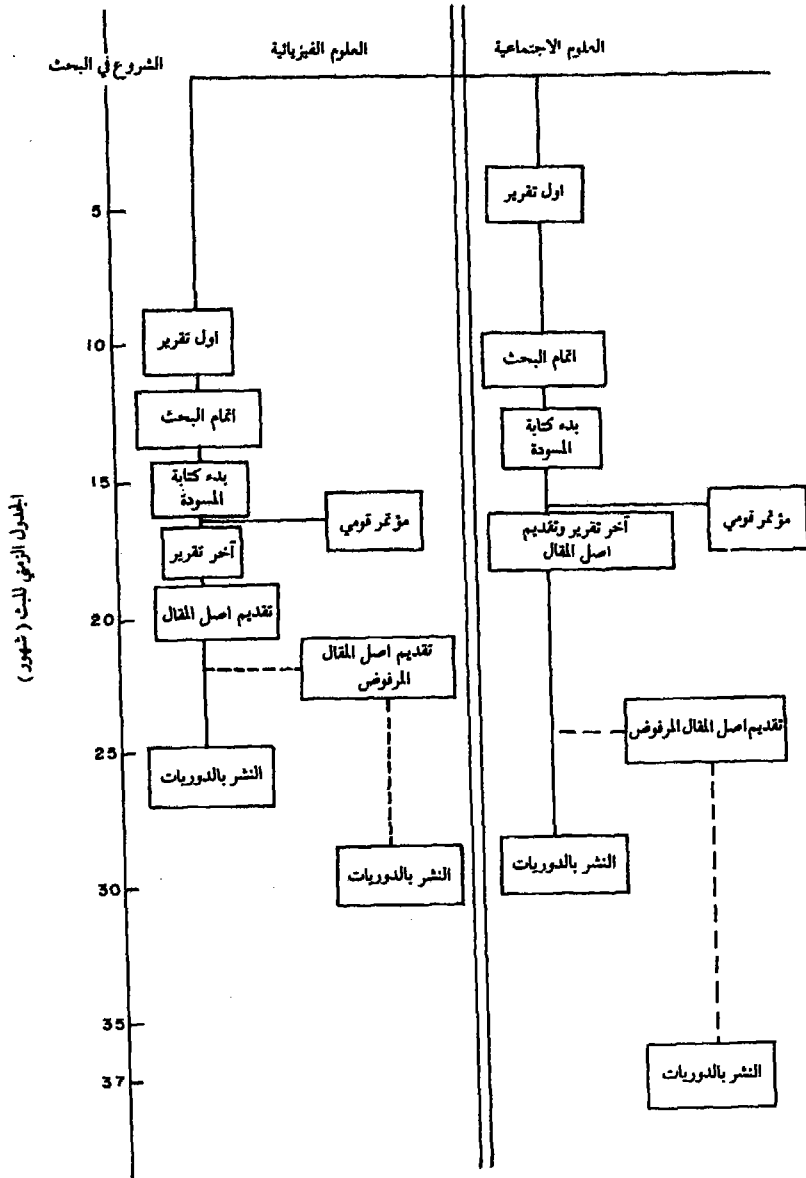 العلوم الاجتماعية
العلوم الفيزيائية
الشروع في البحث
الجدول الزمني للبث (شهور)
5
10
15
20
25
30
35
37
اول تقرير
اتمام البحث
بدء كتابة
المسودة
مؤتمر قومي
آخر تقرير وتقديم
اصل المقال
تقديم اصل المقال المرفوض
النشر بالدوريات
النشر بالدوريات
اول تقرير
اتمام البحث
بدء كتابة
المسودة
مؤتمر قومي
آخر تقرير
تقديم اصل المقال
تقديم اصل المقال
المرفوض
النشر بالدوريات
النشر بالدوريات